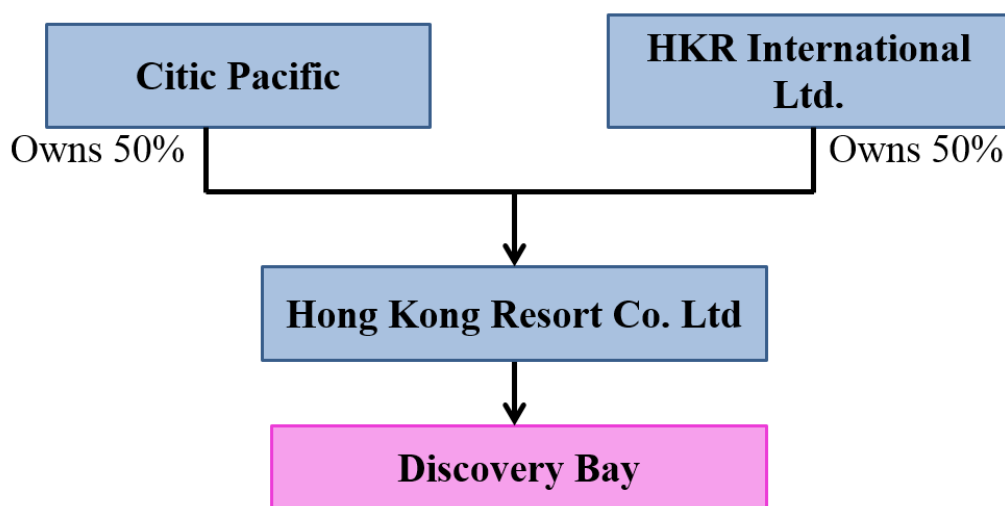 Citic Pacific
HKR International
Ltd.
Owns 50%
Owns 50%
Hong Kong Resort Co. Ltd
Discovery Bay